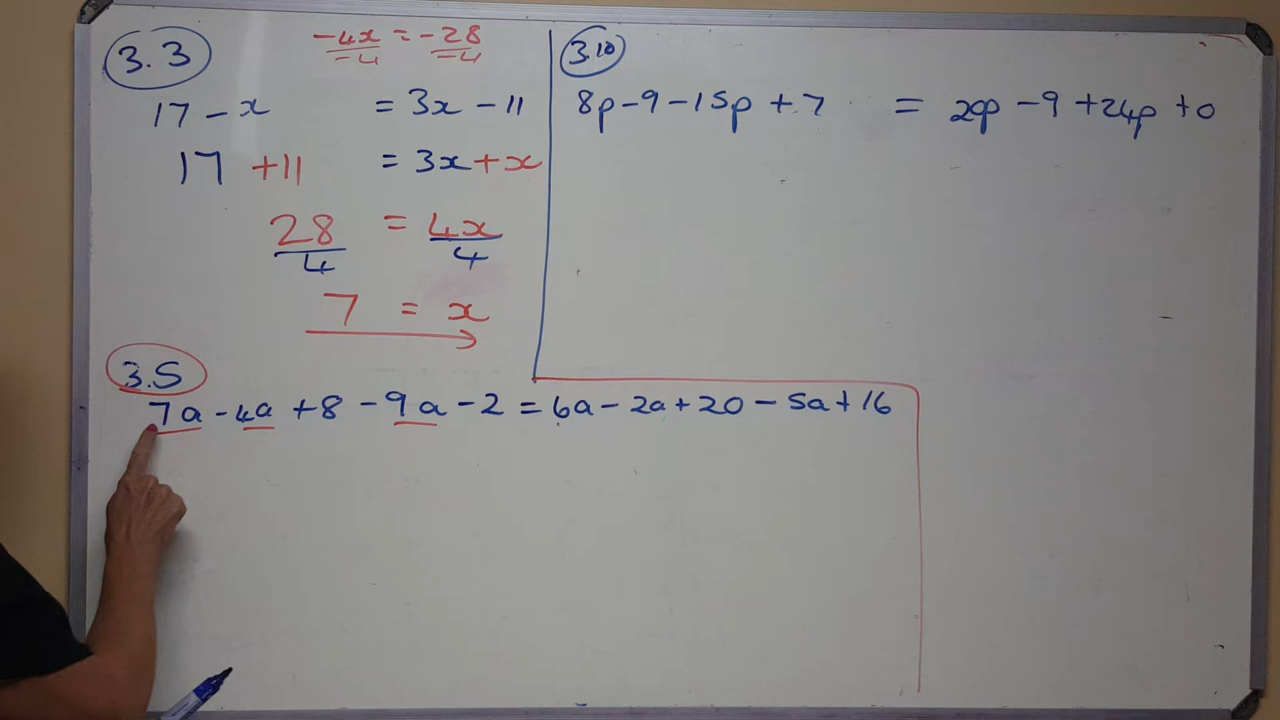 3.3
-4x = -28
-4 -4
17 - x = 3x - 11
17 + 11 = 3x + x
28 = 4x
4 4
7 = x
3.10
8p - 9 - 15p + 7 = 20p - 9 + 24p + 0
3.5
7a - 4a + 8 - 9a - 2 = 6a - 2a + 20 - 5a + 16